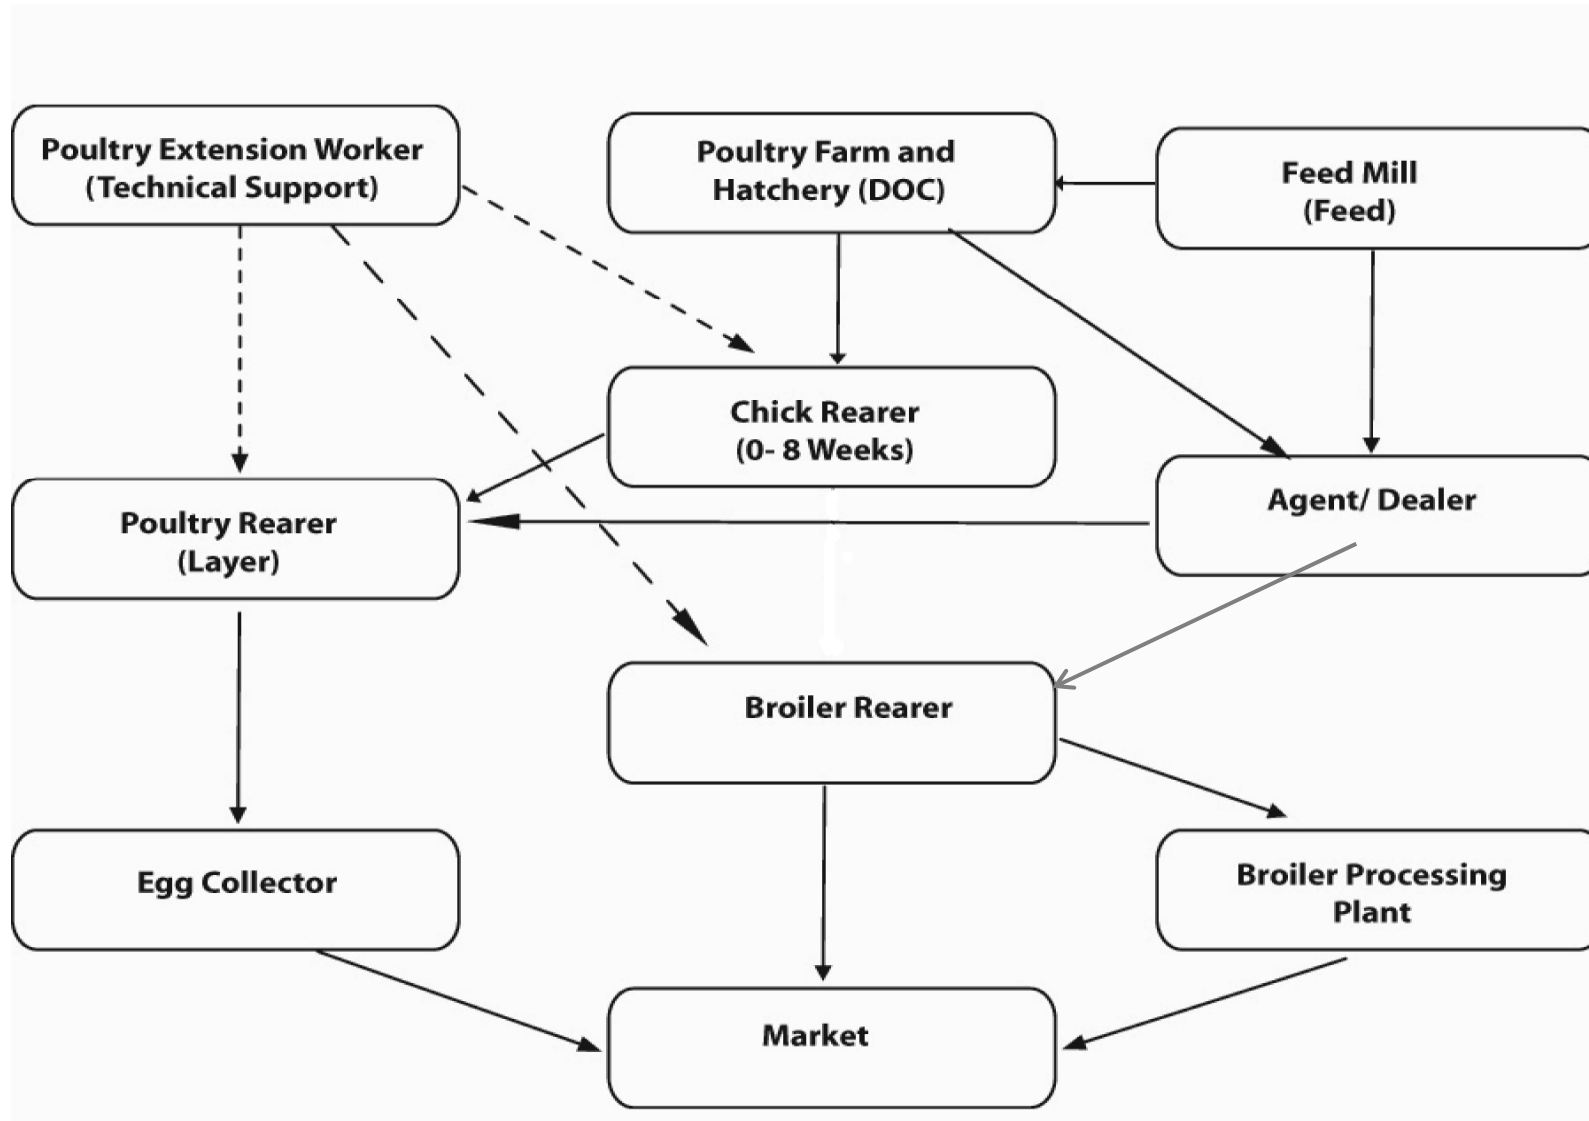 Poultry Extension Worker
(Technical Support)
Poultry Farm and
Hatchery (DOC)
Feed Mill
(Feed)
Chick Rearer
(0- 8 Weeks)
Agent/ Dealer
Poultry Rearer
(Layer)
Broiler Rearer
Egg Collector
Broiler Processing
Plant
Market